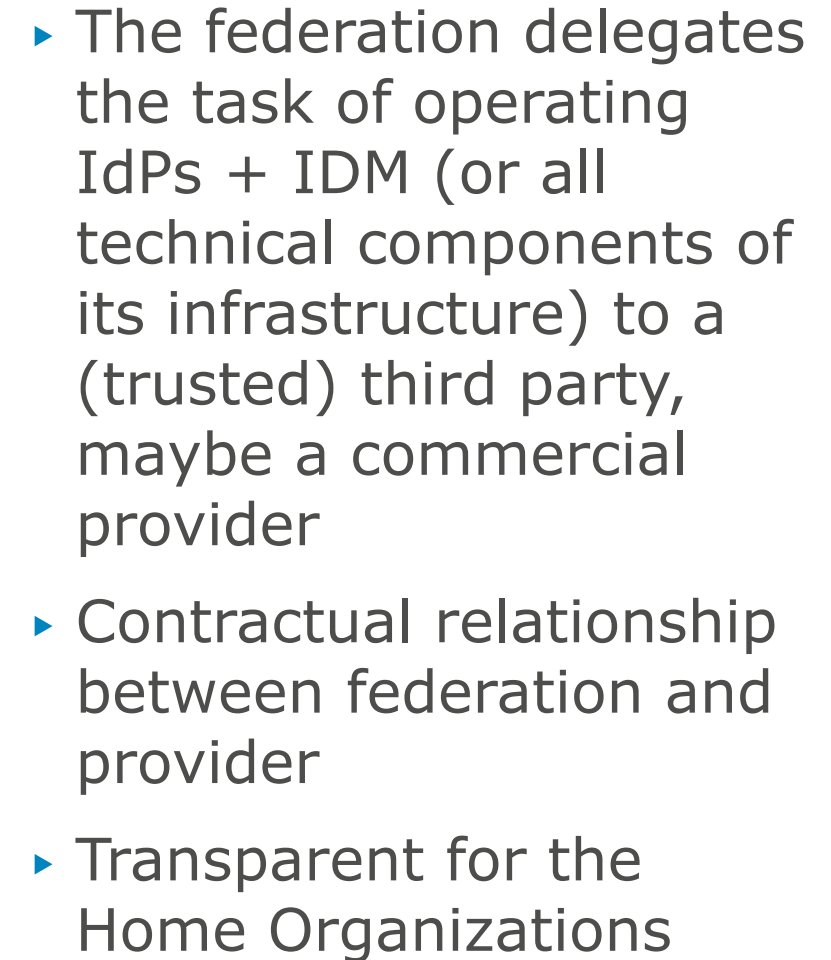 ▸ The federation delegates
the task of operating
IdPs + IDM (or all
technical components of
its infrastructure) to a
(trusted) third party,
maybe a commercial
provider
▸ Contractual relationship
between federation and
provider
▸ Transparent for the
Home Organizations